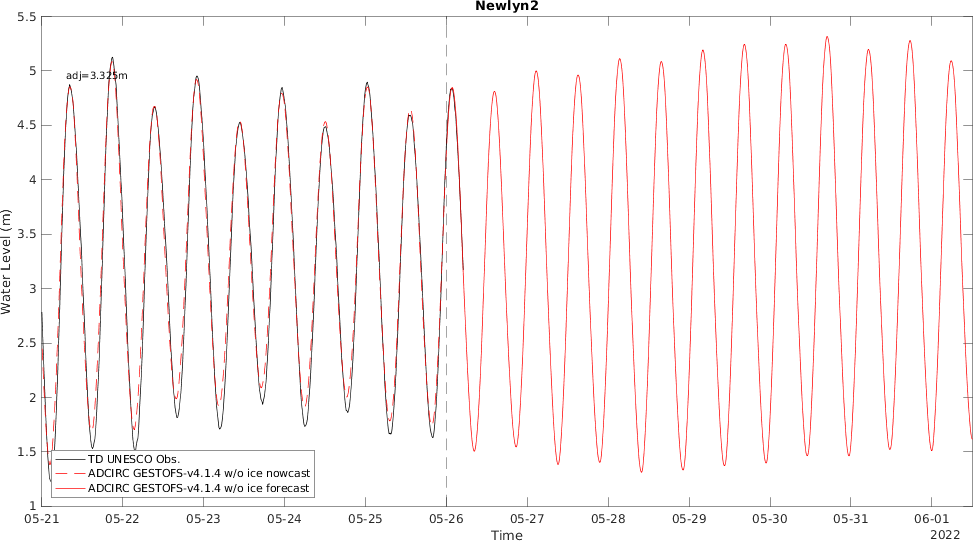 Newlyn2
adj=3.325m
5.5
5
4.5
4
3.5
3
2.5
2
1.5
1
Water Level (m)
TD UNESCO Obs.
ADCIRC GESTOFS-v4.1.4 w/o ice nowcast
ADCIRC GESTOFS-v4.1.4 w/o ice forecast
05-21 05-22 05-23 05-24 05-25 05-26 05-27 05-28 05-29 05-30 05-31 06-01
Time
2022